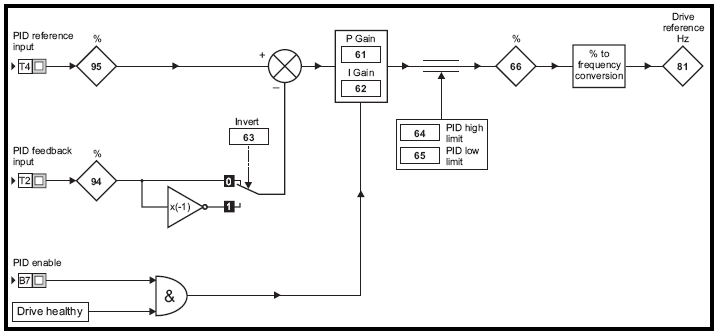 PID reference
input
T4
%
95
+
−
P Gain
61
I Gain
62
%
66
% to
frequency
conversion
Drive
reference
Hz
81
64
PID high
limit
65
PID low
limit
Invert
63
PID feedback
input
T2
%
94
0
x(-1)
1
PID enable
B7
&
Drive healthy